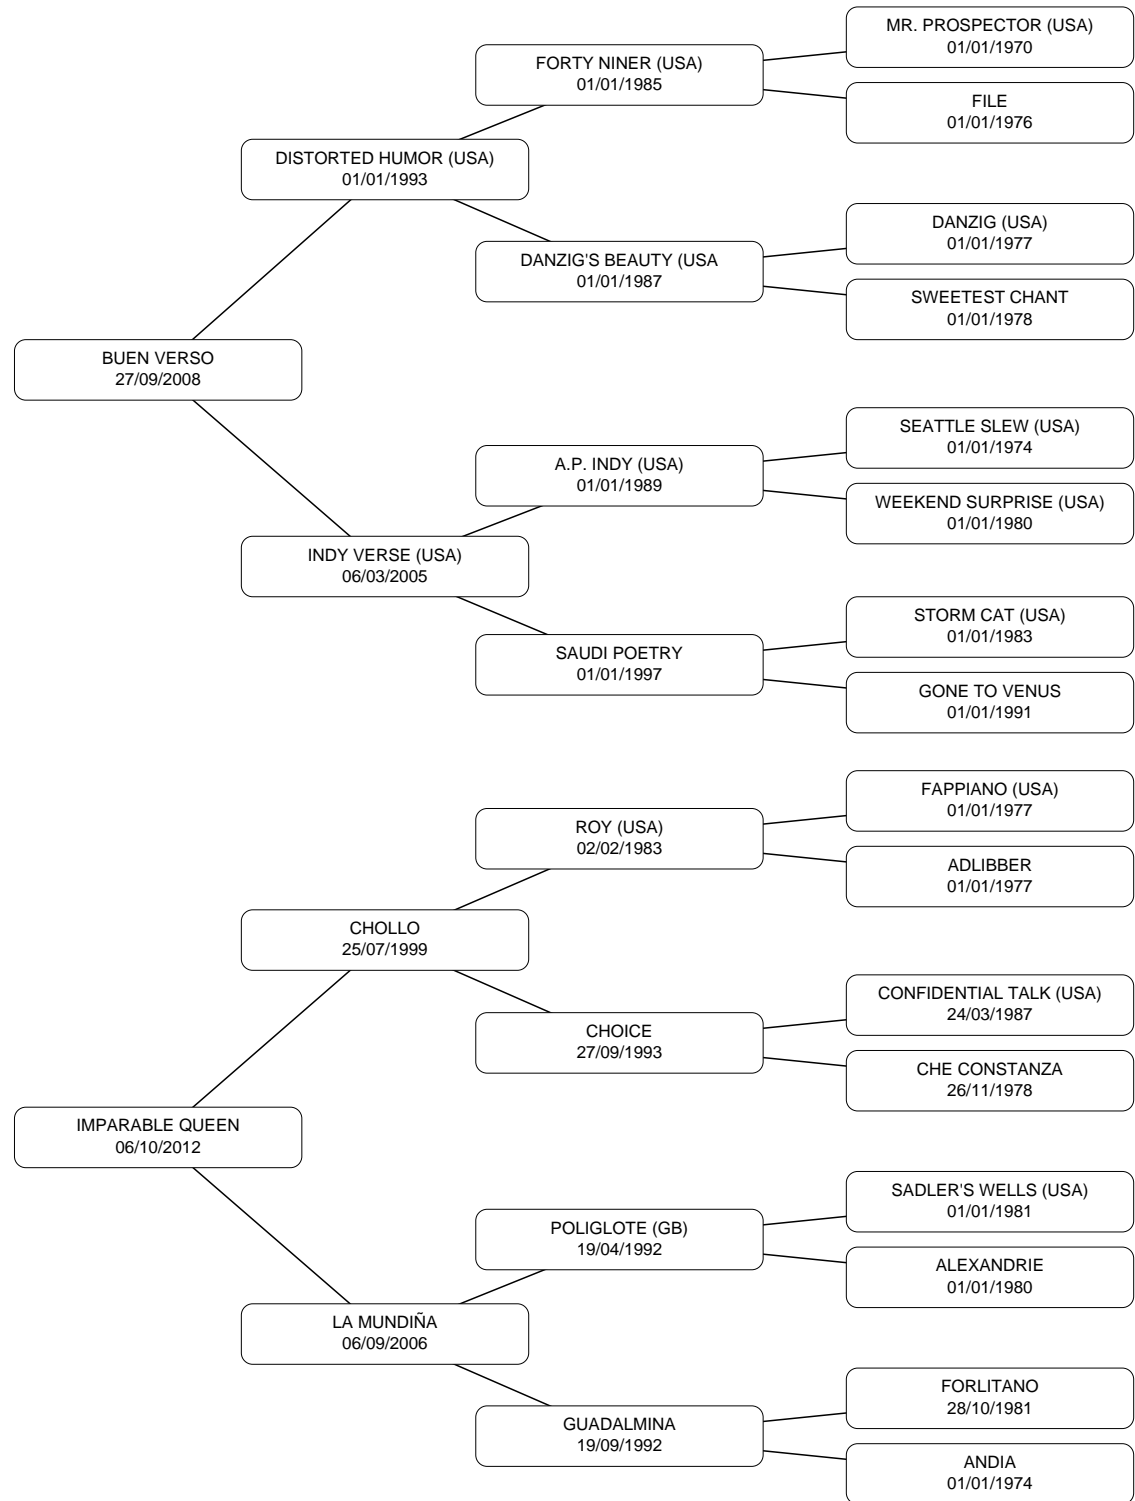 MR. PROSPECTOR (USA)
01/01/1970
FORTY NINER (USA)
01/01/1985
FILE
01/01/1976
DISTORTED HUMOR (USA)
01/01/1993
DANZIG (USA)
01/01/1977
DANZIG'S BEAUTY (USA
01/01/1987
SWEETEST CHANT
01/01/1978
BUEN VERSO
27/09/2008
SEATTLE SLEW (USA)
01/01/1974
A.P. INDY (USA)
01/01/1989
WEEKEND SURPRISE (USA)
01/01/1980
INDY VERSE (USA)
06/03/2005
STORM CAT (USA)
01/01/1983
SAUDI POETRY
01/01/1997
GONE TO VENUS
01/01/1991
FAPPIANO (USA)
01/01/1977
ROY (USA)
02/02/1983
ADLIBBER
01/01/1977
CHOLLO
25/07/1999
CONFIDENTIAL TALK (USA)
24/03/1987
CHOICE
27/09/1993
CHE CONSTANZA
26/11/1978
IMPARABLE QUEEN
06/10/2012
SADLER'S WELLS (USA)
01/01/1981
POLIGLOTE (GB)
19/04/1992
ALEXANDRIE
01/01/1980
LA MUNDIÑA
06/09/2006
FORLITANO
28/10/1981
GUADALMINA
19/09/1992
ANDIA
01/01/1974